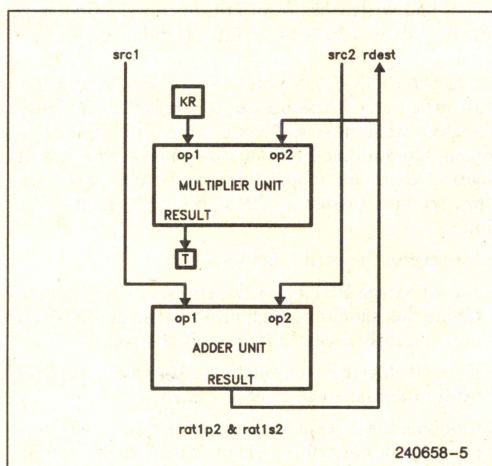 src1 src2 rdest
KR
op1 op2
MULTIPLIER UNIT
RESULT
T
op1 op2
ADDER UNIT
RESULT
rat1p2 & rat1s2
240658-5